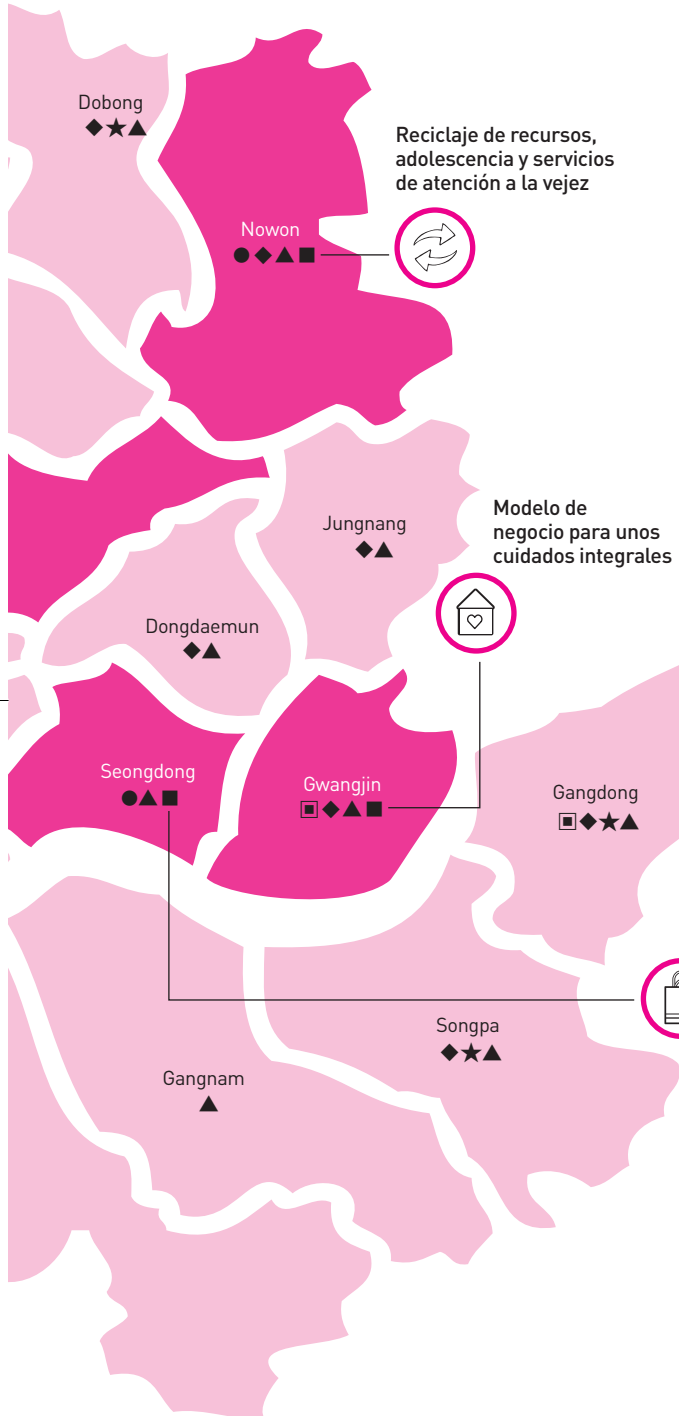 Dobong
◆★▲
Reciclaje de recursos,
adolescencia y servicios
de atención a la vejez
Nowon
●◆▲■
Jungnang
◆▲
Modelo de
negocio para unos
cuidados integrales
Dongdaemun
◆▲
Seongdong
●▲■
Gwangjin
▣◆▲■
Gangdong
▣◆★▲
Songpa
◆★▲
Gangnam
▲